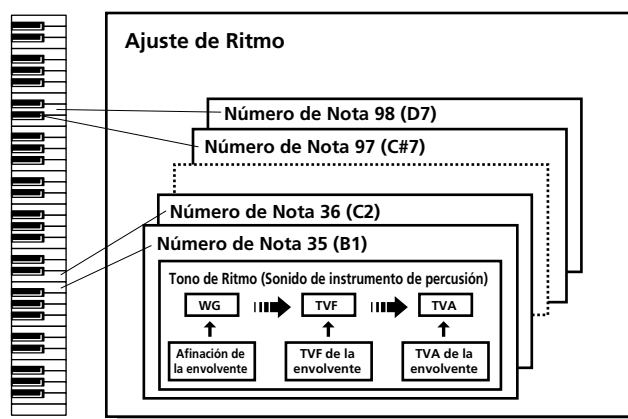 Ajuste de Ritmo
Número de Nota 98 (D7)
Número de Nota 97 (C#7)
Número de Nota 36 (C2)
Número de Nota 35 (B1)
Tono de Ritmo (Sonido de instrumento de percusión)
WG
TVF
TVA
Afinación de
la envolvente
TVF de la
envolvente
TVA de la
envolvente